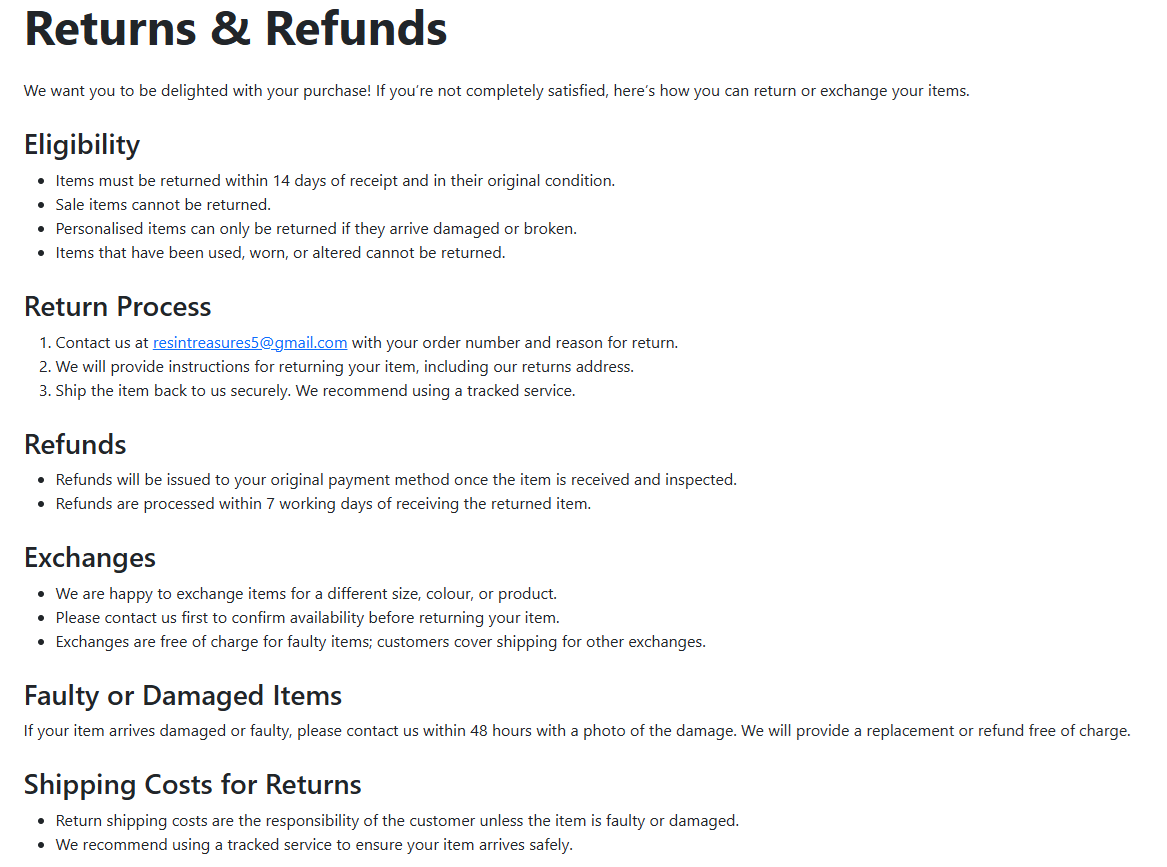 Returns & Refunds
We want you to be delighted with your purchase! If you’re not completely satisfied, here’s how you can return or exchange your items.
Eligibility
• Items must be returned within 14 days of receipt and in their original condition.
• Sale items cannot be returned.
• Personalised items can only be returned if they arrive damaged or broken.
• Items that have been used, worn, or altered cannot be returned.
Return Process
1. Contact us at resintreasures5@gmail.com with your order number and reason for return.
2. We will provide instructions for returning your item, including our returns address.
3. Ship the item back to us securely. We recommend using a tracked service.
Refunds
• Refunds will be issued to your original payment method once the item is received and inspected.
• Refunds are processed within 7 working days of receiving the returned item.
Exchanges
• We are happy to exchange items for a different size, colour, or product.
• Please contact us first to confirm availability before returning your item.
• Exchanges are free of charge for faulty items; customers cover shipping for other exchanges.
Faulty or Damaged Items
If your item arrives damaged or faulty, please contact us within 48 hours with a photo of the damage. We will provide a replacement or refund free of charge.
Shipping Costs for Returns
• Return shipping costs are the responsibility of the customer unless the item is faulty or damaged.
• We recommend using a tracked service to ensure your item arrives safely.